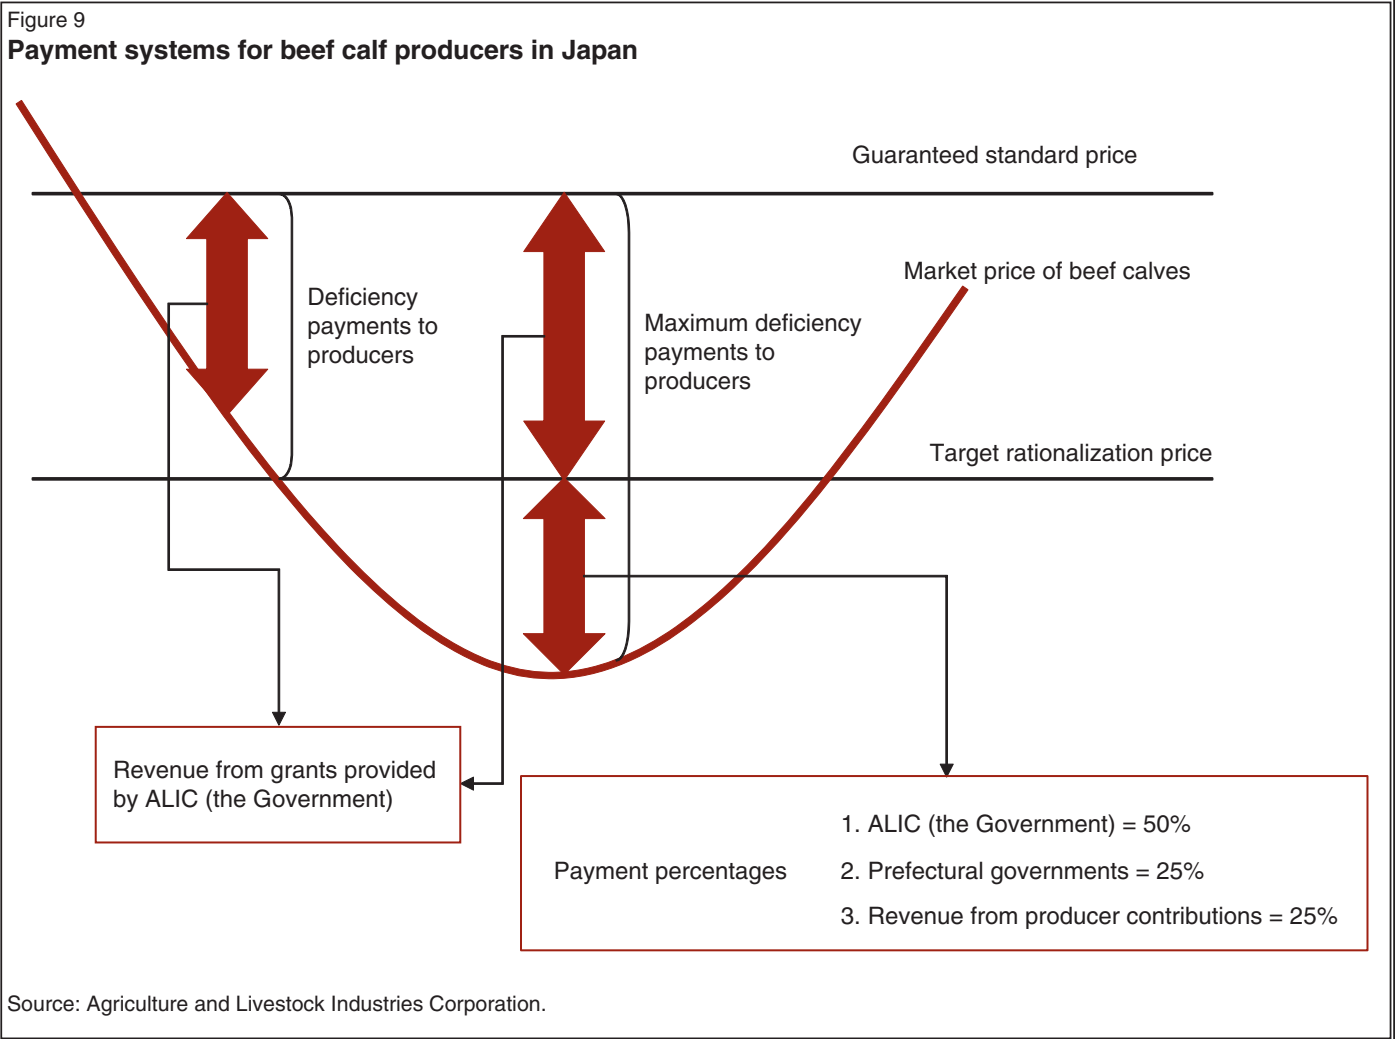 Figure 9
Payment systems for beef calf producers in Japan
Guaranteed standard price
Market price of beef calves
Deficiency
payments to
producers
Maximum deficiency
payments to
producers
Target rationalization price
Revenue from grants provided
by ALIC (the Government)
Payment percentages
1. ALIC (the Government) = 50%
2. Prefectural governments = 25%
3. Revenue from producer contributions = 25%
Source: Agriculture and Livestock Industries Corporation.